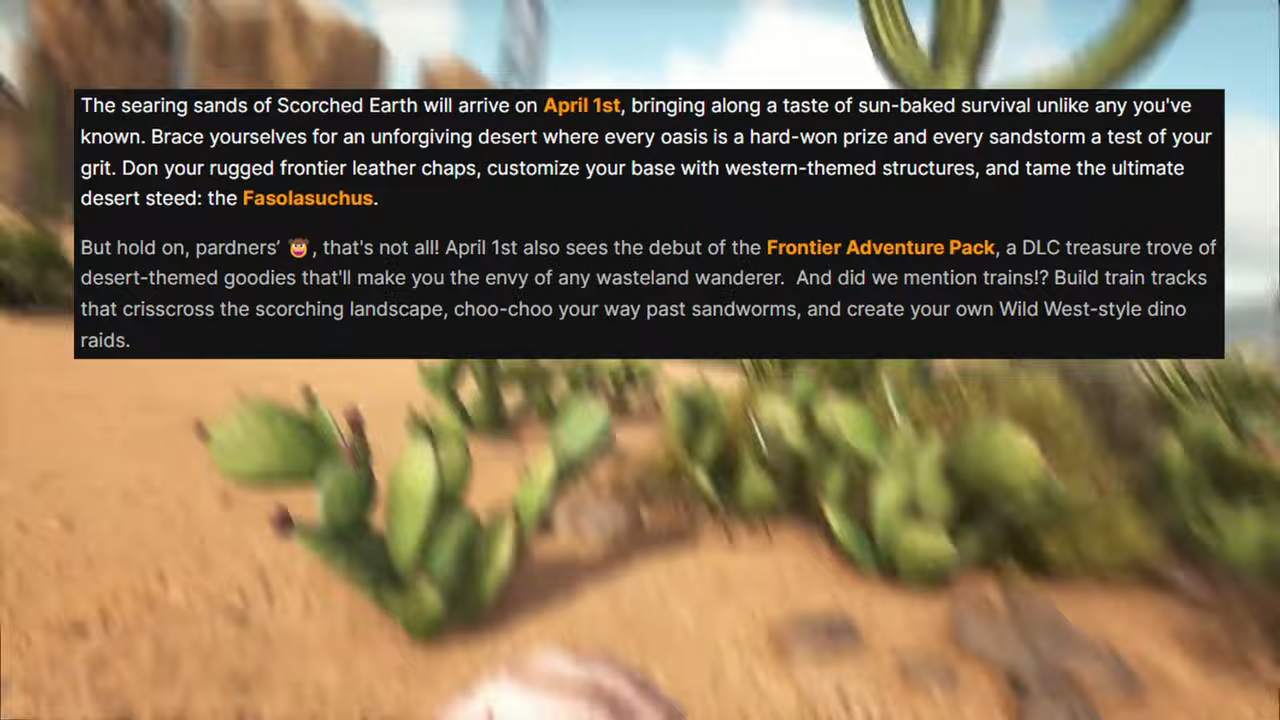 The searing sands of Scorched Earth will arrive on April 1st, bringing along a taste of sun-baked survival unlike any you've
known. Brace yourselves for an unforgiving desert where every oasis is a hard-won prize and every sandstorm a test of your
grit. Don your rugged frontier leather chaps, customize your base with western-themed structures, and tame the ultimate
desert steed: the Fasolasuchus.
But hold on, pardners’ 🤠, that's not all! April 1st also sees the debut of the Frontier Adventure Pack, a DLC treasure trove of
desert-themed goodies that'll make you the envy of any wasteland wanderer.  And did we mention trains!? Build train tracks
that crisscross the scorching landscape, choo-choo your way past sandworms, and create your own Wild West-style dino
raids.